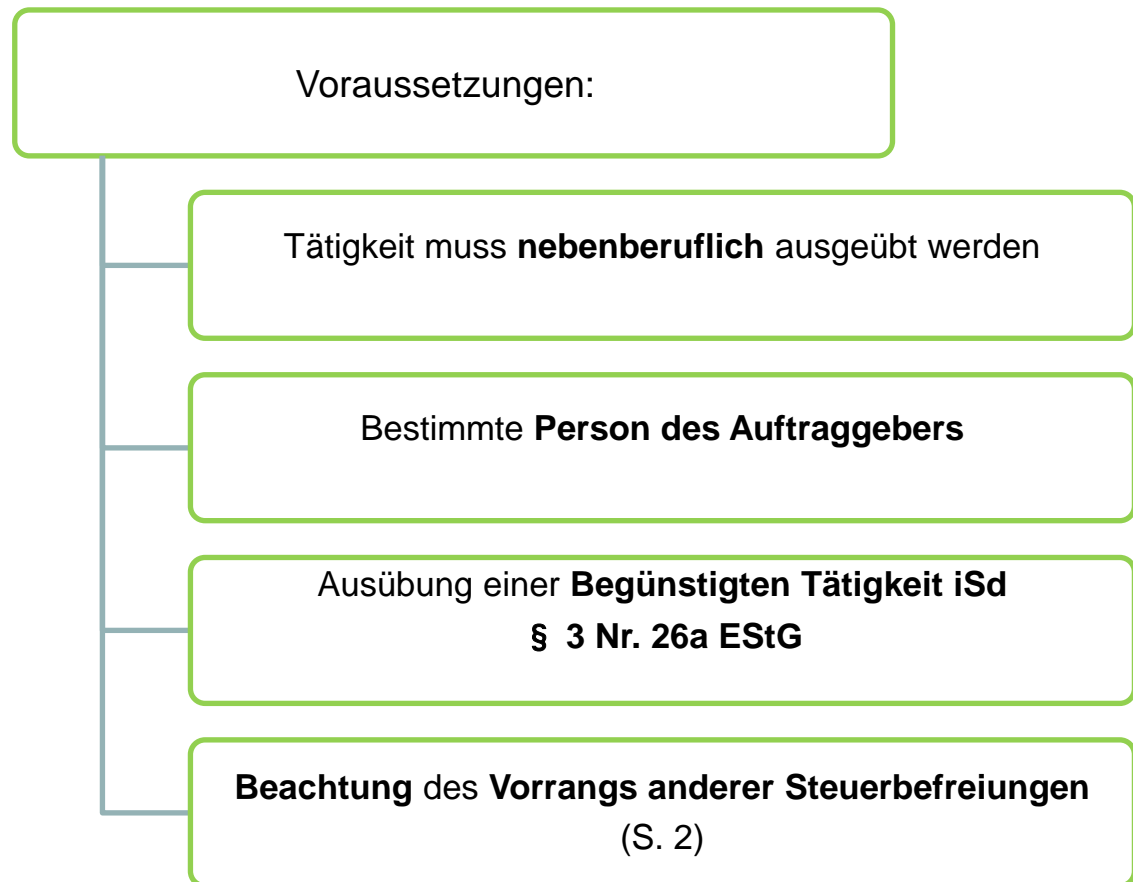 Voraussetzungen:
Tätigkeit muss nebenberuflich ausgeübt werden
Bestimmte Person des Auftraggebers
Ausübung einer Begünstigten Tätigkeit iSd
§ 3 Nr. 26a EStG
Beachtung des Vorrangs anderer Steuerbefreiungen
(S. 2)